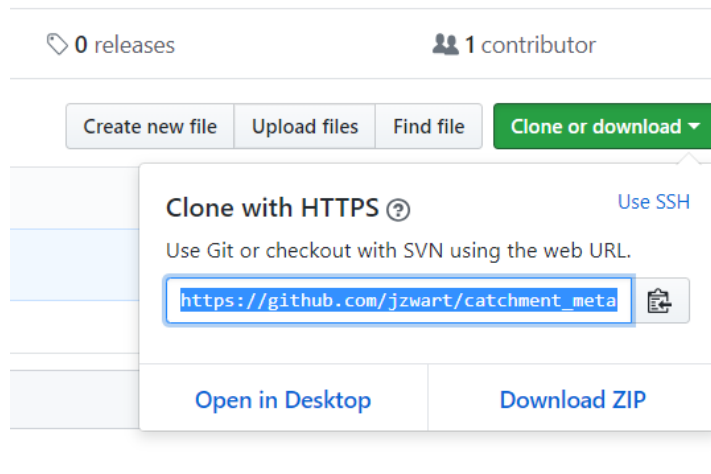 0 releases
1 contributor
Create new file
Upload files
Find file
Clone or download
Clone with HTTPS ?
Use SSH
Use Git or checkout with SVN using the web URL.
https://github.com/jzwart/catchment_meta
Open in Desktop
Download ZIP